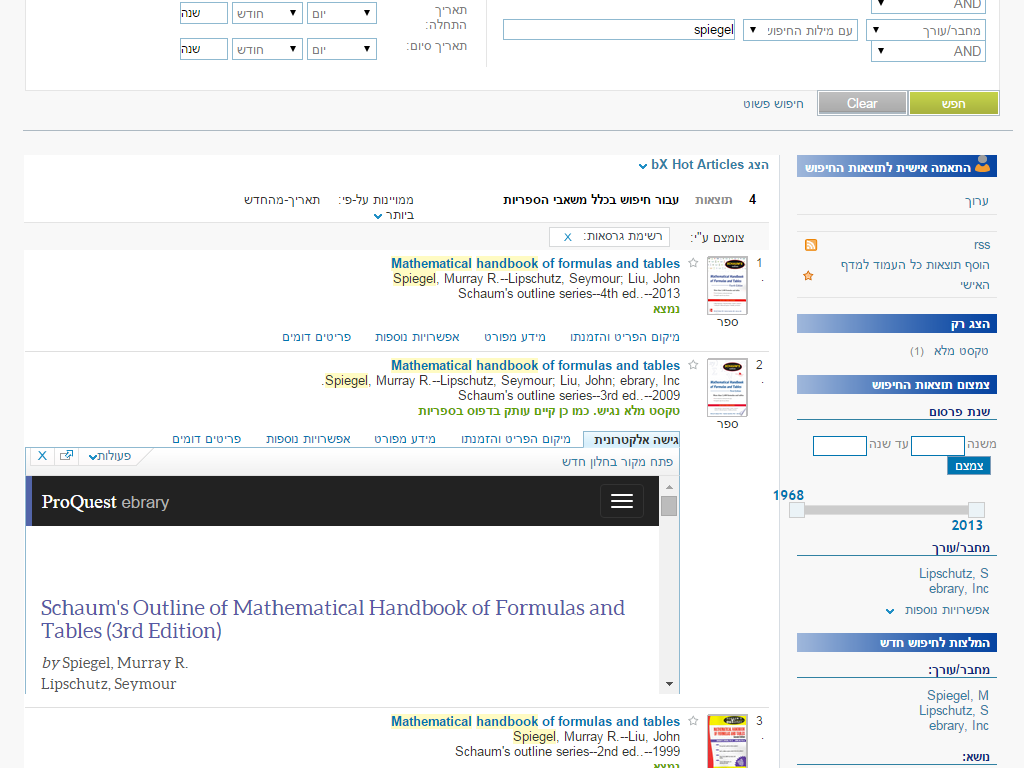 AND
תאריך
התחלה:
יום
חודש
שנה
מחבר/עורך
עם מילות החיפוש
spiegel
AND
תאריך סיום:
יום
חודש
שנה
חפש
Clear
חיפוש פשוט
התאמה אישית לתוצאות החיפוש
ערוך
rss
הוסף תוצאות כל העמוד למדף
האישי
הצג רק
טקסט מלא (1)
צמצום תוצאות החיפוש
שנת פרסום
משנה
עד שנה
צמצם
1968
2013
מחבר/עורך
Lipschutz, S
ebrary, Inc
אפשרויות נוספות
המלצות לחיפוש חדש
מחבר/עורך:
Spiegel, M
Lipschutz, S
ebrary, Inc
נושא:
הצג bX Hot Articles
4 תוצאות עבור חיפוש בכלל משאבי הספריות
ממויינות על-פי: תאריך-מהחדש
ביותר
צומצם ע"י: רשימת גרסאות: X
1
.
ספר
Mathematical handbook of formulas and tables
Spiegel, Murray R.--Lipschutz, Seymour; Liu, John
Schaum's outline series--4th ed..--2013
נמצא
מיקום הפריט והזמנתו מידע מפורט אפשרויות נוספות פריטים דומים
2
.
ספר
Mathematical handbook of formulas and tables
.Spiegel, Murray R.--Lipschutz, Seymour; Liu, John; ebrary, Inc
Schaum's outline series--3rd ed..--2009
טקסט מלא נגיש. כמו כן קיים עותק בדפוס בספריות
גישה אלקטרונית מיקום הפריט והזמנתו מידע מפורט אפשרויות נוספות פריטים דומים
פתח מקור בחלון חדש
פעולות
X
ProQuest ebrary
Schaum's Outline of Mathematical Handbook of Formulas and
Tables (3rd Edition)
by Spiegel, Murray R.
Lipschutz, Seymour
3
.
Mathematical handbook of formulas and tables
Spiegel, Murray R.--Liu, John
Schaum's outline series--2nd ed..--1999
נמצא